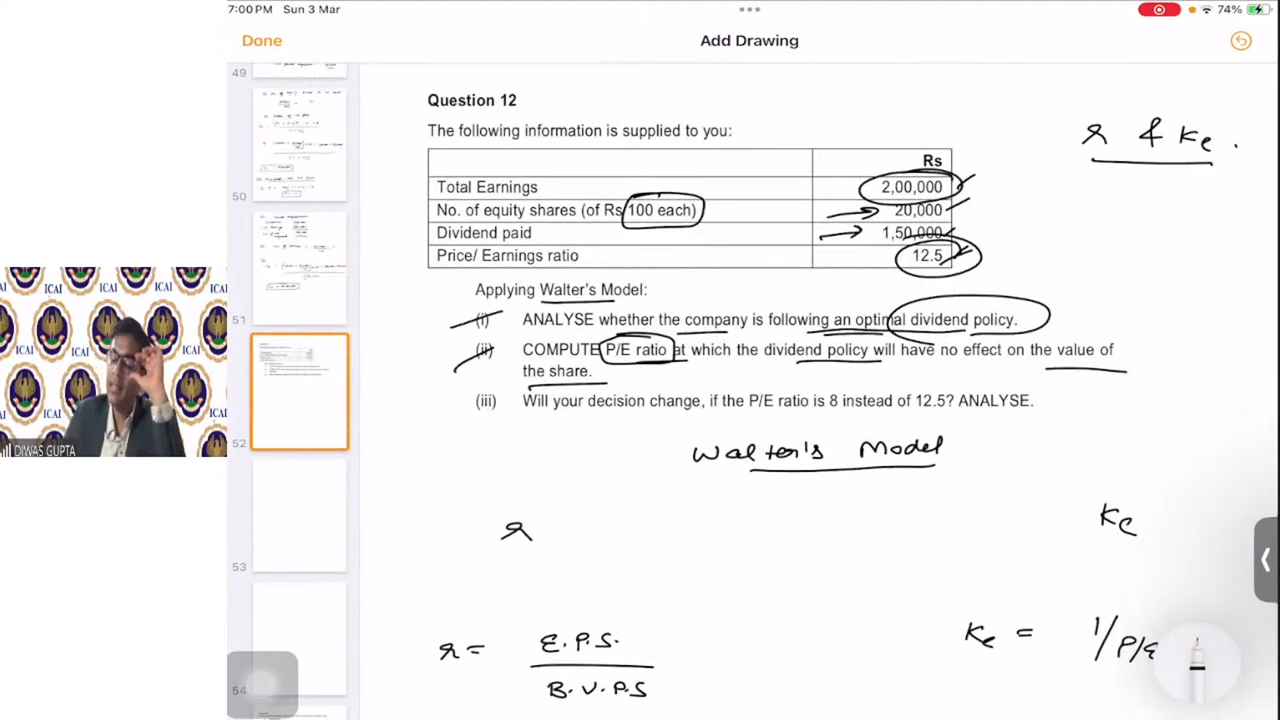 7:00 PM Sun 3 Mar
74%
Done
Add Drawing
49
50
51
52
53
54
Question 12
The following information is supplied to you:
Rs
Total Earnings 2,00,000
No. of equity shares (of Rs 100 each) 20,000
Dividend paid 1,50,000
Price/ Earnings ratio 12.5
r & Ke.
Applying Walter's Model:
(i) ANALYSE whether the company is following an optimal dividend policy.
(ii) COMPUTE P/E ratio at which the dividend policy will have no effect on the value of
the share.
(iii) Will your decision change, if the P/E ratio is 8 instead of 12.5? ANALYSE.
Walter's Model
r Ke
r = E.P.S.
B.V.P.S
Ke = 1/P/E
ICAI ICAI ICAI
DIWAS GUPTA